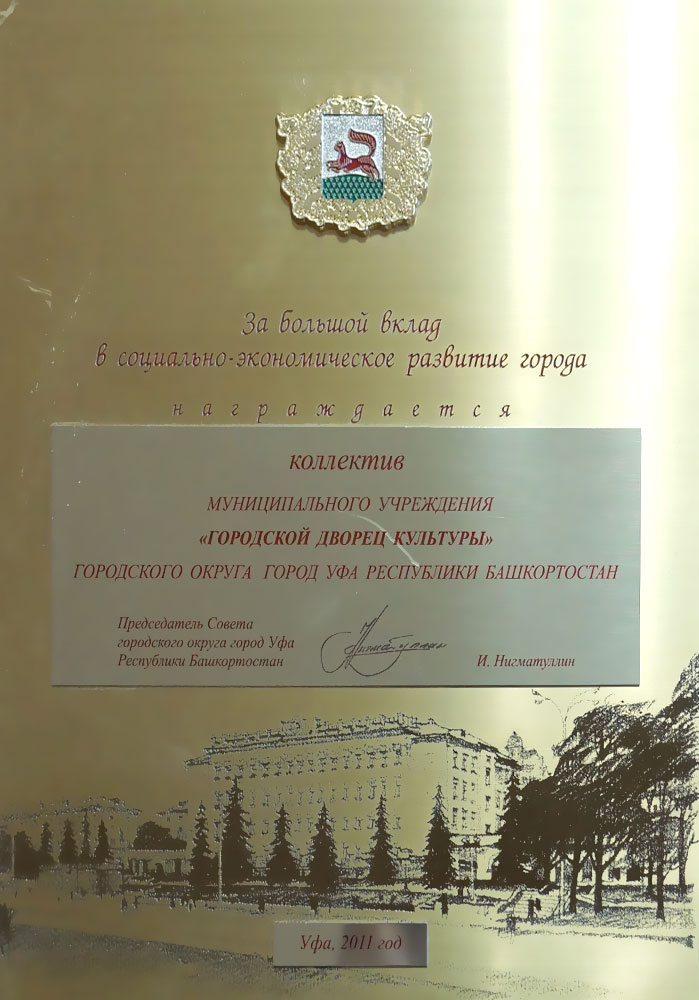 За большой вклад
в социально-экономическое развитие города
награждается
коллектив
МУНИЦИПАЛЬНОГО УЧРЕЖДЕНИЯ
«ГОРОДСКОЙ ДВОРЕЦ КУЛЬТУРЫ»
ГОРОДСКОГО ОКРУГА ГОРОД УФА РЕСПУБЛИКИ БАШКОРТОСТАН
Председатель Совета
городского округа город Уфа
Республики Башкортостан
И. Нигматуллин
Уфа, 2011 год